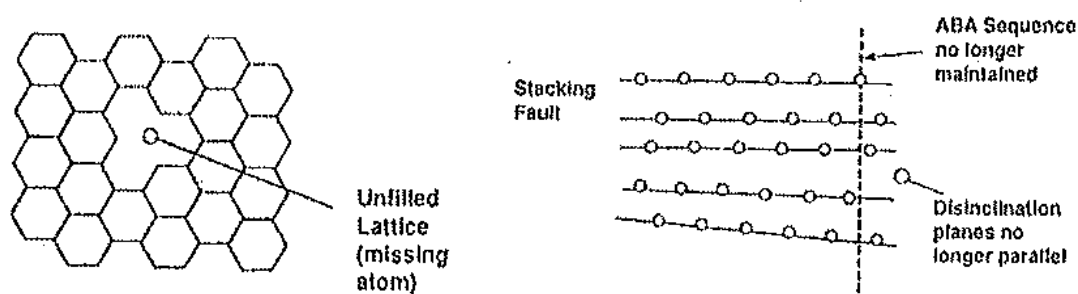 Unfilled
Lattice
(missing
atom)
Stacking
Fault
ABA Sequence
no longer
maintained
Disinclination
planes no
longer parallel